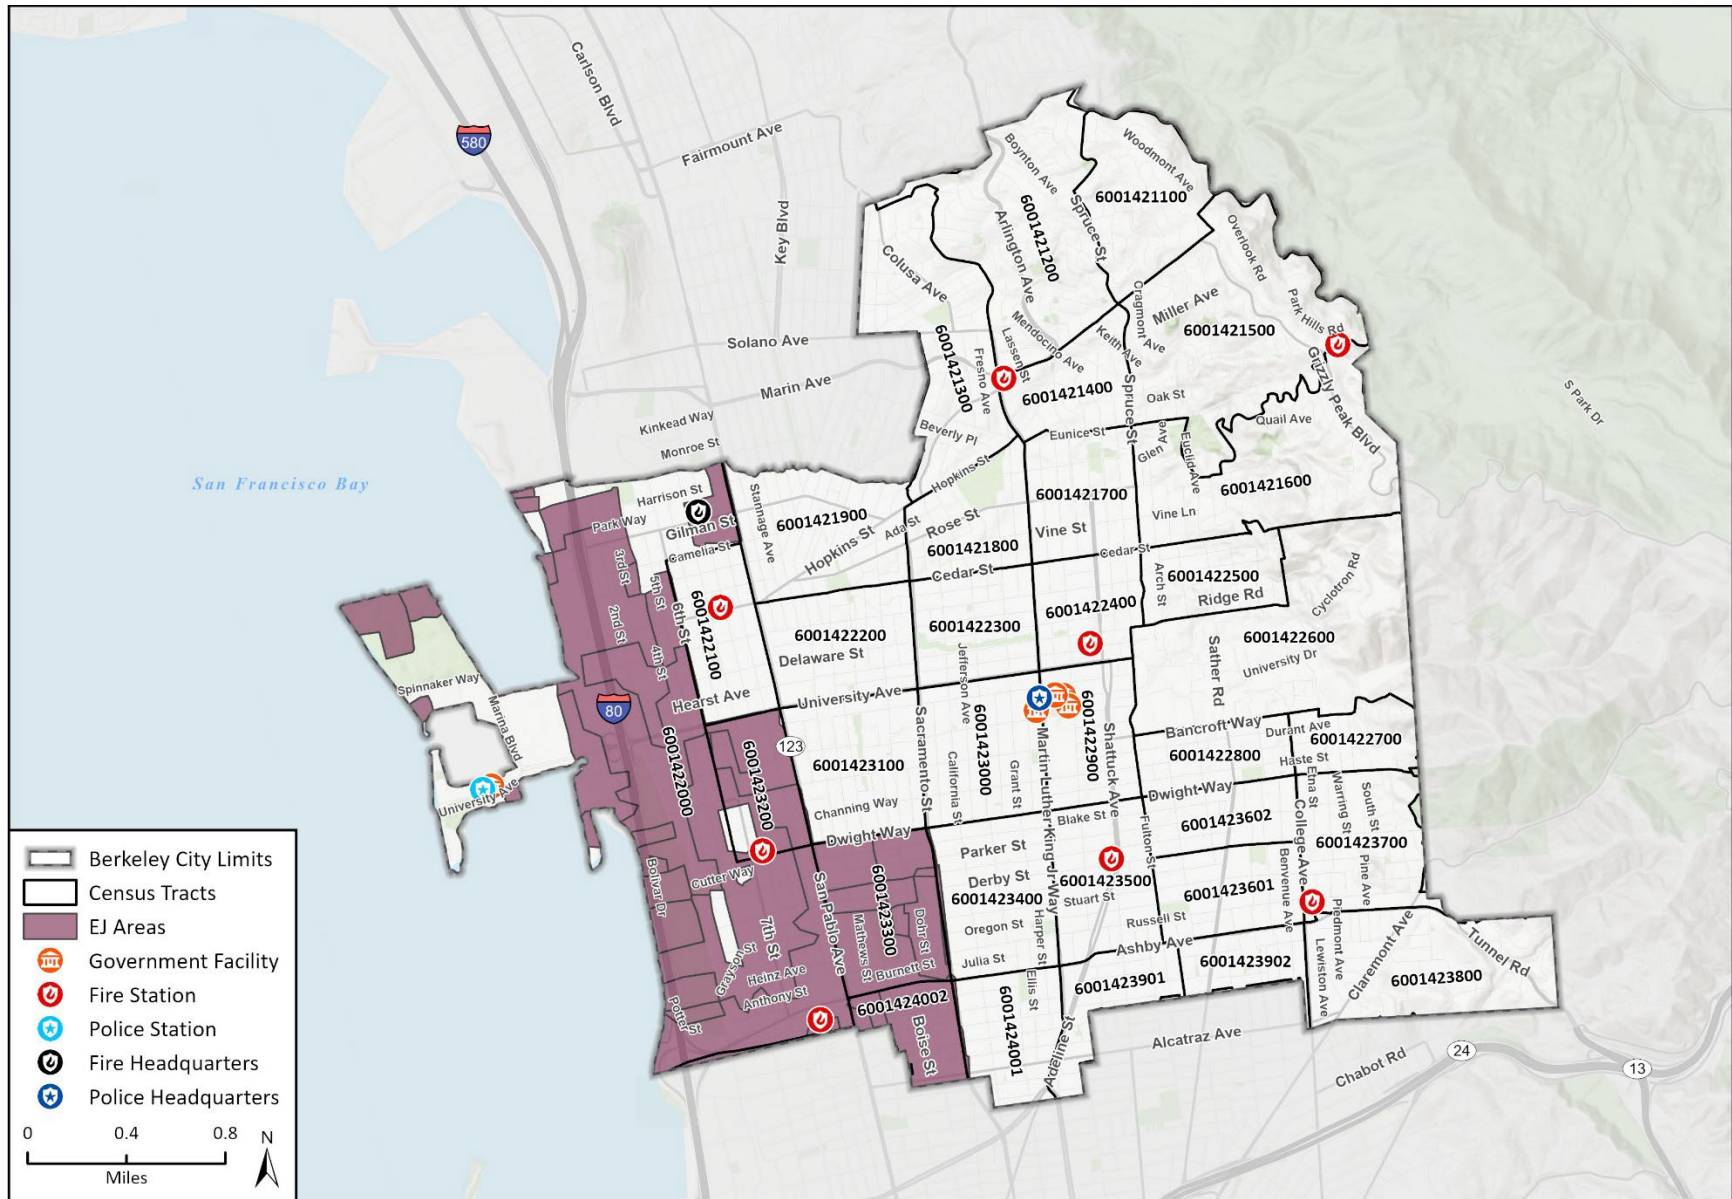 Carlson Blvd
580
Fairmount Ave
Key Blvd
Solano Ave
Marin Ave
Kinkead Way
Monroe St
San Francisco Bay
Boynton Ave
Woodmont Ave
6001421100
Spruce St
6001421200
Arlington Ave
Colusa Ave
Overlook Rd
Park Hills Rd
Cragmont Ave
Miller Ave
6001421500
Mendocino Ave
Keith Ave
Lassen St
Fresno Ave
6001421300
6001421400
Spruce St
Oak St
Grizzly Peak Blvd
S Park Dr
Quail Ave
Beverly Pl
Eunice St
Glen Ave
Euclid Ave
Hopkins St
6001421700
6001421600
Vine Ln
Harrison St
Park Way
Gilman St
Camelia St
Stannage Ave
6001421900
Hopkins St
Ada St
Rose St
Vine St
6001421800
Cedar St
Cedar St
Arch St
6001422500
Ridge Rd
Cyclotron Rd
3rd St
5th St
6th St
2nd St
4th St
6001422100
6001422200
Delaware St
6001422300
6001422400
6001422600
Sather Rd
University Dr
Jefferson Ave
Spinnaker Way
Marina Blvd
University Ave
80
Hearst Ave
University Ave
123
Sacramento St
6001422000
6001423200
6001423100
Channing Way
California St
6001423000
Grant St
Martin Luther King Jr Way
6001422900
Shattuck Ave
Bancroft Way
Durant Ave
6001422700
6001422800
Haste St
Etna St
Warring St
South St
Dwight Way
Dwight Way
Blake St
Fulton St
6001423602
College Ave
6001423700
Parker St
Derby St
6001423400
6001423500
Stuart St
6001423601
Benvenue Ave
Pine Ave
Piedmont Ave
Cutter Way
Bolivar Dr
San Pablo Ave
6001423300
Mathews St
Dohr St
Oregon St
Harper St
Russell St
Ashby Ave
Julia St
Ellis St
6001423901
6001423902
Lewiston Ave
Claremont Ave
Tunnel Rd
6001423800
7th St
Grayson St
Heinz Ave
Anthony St
Burnett St
6001424002
Potter St
Boise St
6001424001
Adeline St
Alcatraz Ave
Chabot Rd
24
13
Berkeley City Limits
Census Tracts
EJ Areas
Government Facility
Fire Station
Police Station
Fire Headquarters
Police Headquarters
0 0.4 0.8
Miles
N